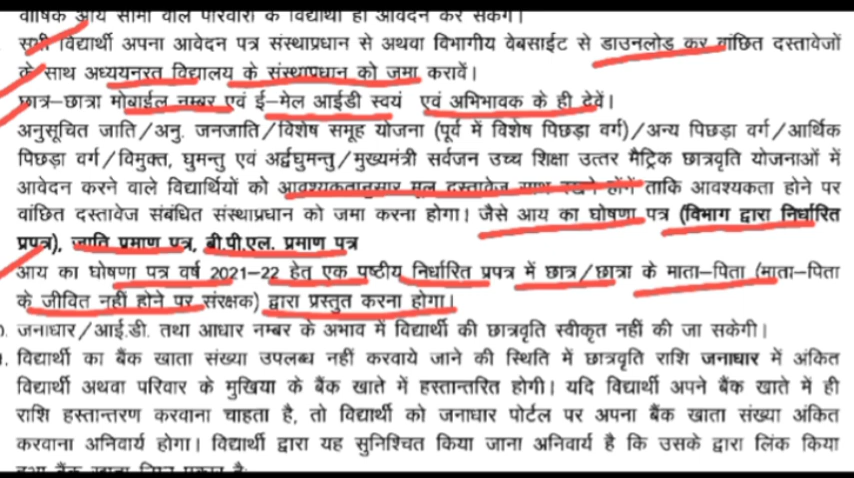 वार्षिक आय सीमा वाले परिवारों के विद्यार्थी ही आवेदन कर सकेंगे।
सभी विद्यार्थी अपना आवेदन पत्र संस्थाप्रधान से अथवा विभागीय वेबसाईट से डाउनलोड कर वांछित दस्तावेजों
के साथ अध्ययनरत विद्यालय के संस्थाप्रधान को जमा करावें।
छात्र–छात्रा मोबाईल नम्बर एवं ई–मेल आईडी स्वयं एवं अभिभावक के ही देवें।
अनुसूचित जाति/अनु. जनजाति/विशेष समूह योजना (पूर्व में विशेष पिछड़ा वर्ग)/अन्य पिछड़ा वर्ग/आर्थिक
पिछड़ा वर्ग/विमुक्त, घुमन्तु एवं अर्द्धघुमन्तु/मुख्यमंत्री सर्वजन उच्च शिक्षा उत्तर मैट्रिक छात्रवृति योजनाओं में
आवेदन करने वाले विद्यार्थियों को आवश्यकतानुसार मूल दस्तावेज साथ रखने होंगें ताकि आवश्यकता होने पर
वांछित दस्तावेज संबंधित संस्थाप्रधान को जमा करना होगा। जैसे आय का घोषणा पत्र (विभाग द्वारा निर्धारित
प्रपत्र), जाति प्रमाण पत्र, बी.पी.एल. प्रमाण पत्र
आय का घोषणा पत्र वर्ष 2021–22 हेतु एक पृष्ठीय निर्धारित प्रपत्र में छात्र/छात्रा के माता–पिता (माता–पिता
के जीवित नहीं होने पर संरक्षक) द्वारा प्रस्तुत करना होगा।
). जनाधार/आई.डी. तथा आधार नम्बर के अभाव में विद्यार्थी की छात्रवृति स्वीकृत नहीं की जा सकेगी।
. विद्यार्थी का बैंक खाता संख्या उपलब्ध नहीं करवाये जाने की स्थिति में छात्रवृति राशि जनाधार में अंकित
विद्यार्थी अथवा परिवार के मुखिया के बैंक खाते में हस्तान्तरित होगी। यदि विद्यार्थी अपने बैंक खाते में ही
राशि हस्तान्तरण करवाना चाहता है, तो विद्यार्थी को जनाधार पोर्टल पर अपना बैंक खाता संख्या अंकित
करवाना अनिवार्य होगा। विद्यार्थी द्वारा यह सुनिश्चित किया जाना अनिवार्य है कि उसके द्वारा लिंक किया
हुआ बैंक खाता निम्न प्रकार है: